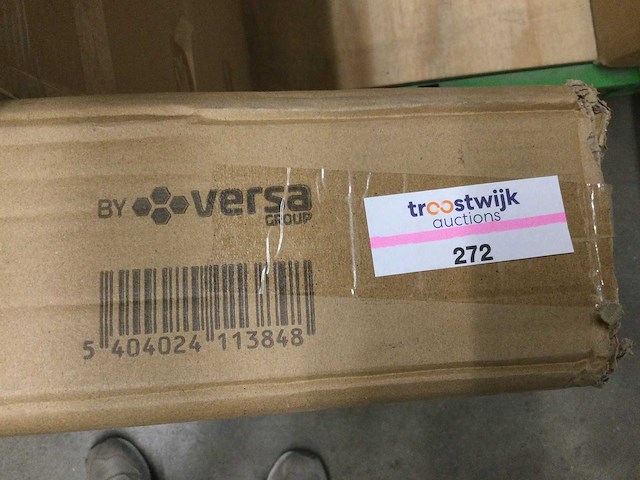 BY versa
GROUP
5 404024 113848
troostwijk
auctions
272